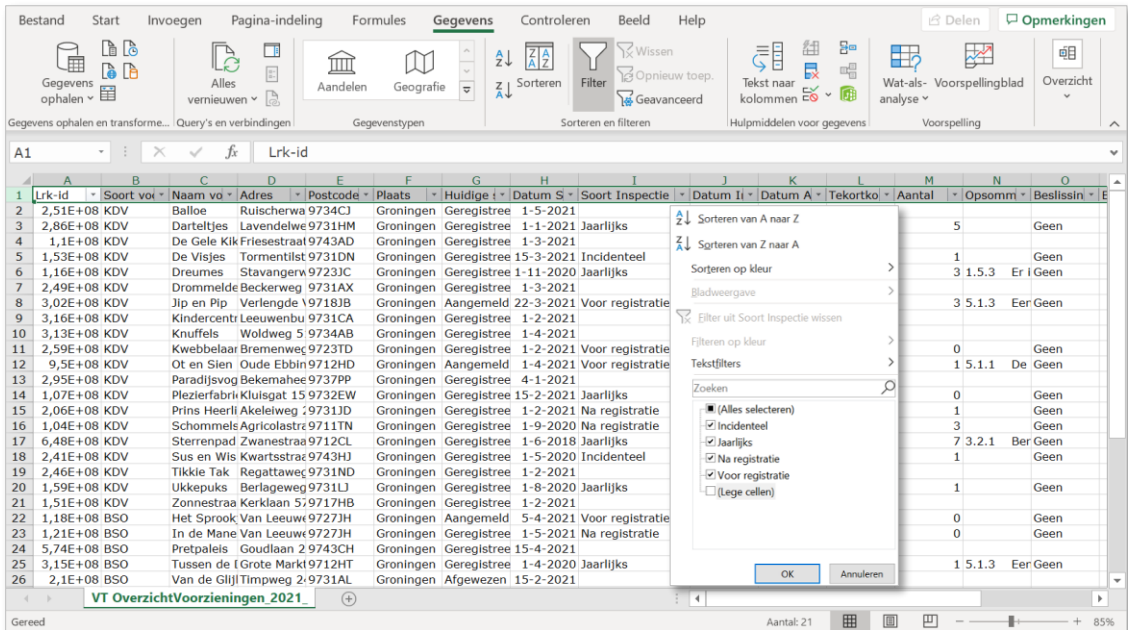 Bestand Start Invoegen Pagina-indeling Formules Gegevens Controleren Beeld Help Delen Opmerkingen
Gegevens ophalen Alles vernieuwen Aandelen Geografie Sorteren Filter Wissen Opnieuw toep. Geavanceerd Tekst naar kolommen Wat-als-analyse Voorspellingblad Overzicht
Gegevens ophalen en transforme... Query's en verbindingen Gegevenstypen Sorteren en filteren Hulpmiddelen voor gegevens Voorspelling
A1 fx Lrk-id
A B C D E F G H I J K L M N O
1 Lrk-id Soort vo Naam vo Adres Postcode Plaats Huidige Datum S Soort Inspectie Datum I Datum A Tekortko Aantal Opsomm Beslissin
2 2,51E+08 KDV Balloe Ruischerwa 9734CJ Groningen Geregistree 1-5-2021
3 2,86E+08 KDV Darteltjes Lavendelwe 9731HM Groningen Geregistree 1-1-2021 Jaarlijks 5 Geen
4 1,1E+08 KDV De Gele Kik Friesestraat 9743AD Groningen Geregistree 1-3-2021
5 1,53E+08 KDV De Visjes Tormentilst 9731DN Groningen Geregistree 15-3-2021 Incidenteel 1 Geen
6 1,16E+08 KDV Dreumes Stavangerw 9723JC Groningen Geregistree 1-11-2020 Jaarlijks 3 1.5.3 Er i Geen
7 2,49E+08 KDV Drommelde Beckerweg 9731AX Groningen Geregistree 1-3-2021
8 3,02E+08 KDV Jip en Pip Verlengde 9718JB Groningen Aangemeld 22-3-2021 Voor registratie 3 5.1.3 Eer Geen
9 3,16E+08 KDV Kindercentr Leeuwenbu 9731CA Groningen Geregistree 1-2-2021
10 3,13E+08 KDV Knuffels Woldweg 5 9734AB Groningen Geregistree 1-4-2021
11 2,59E+08 KDV Kwebbelaar Bremenweg 9723TD Groningen Geregistree 1-2-2021 Voor registratie 0 Geen
12 9,5E+08 KDV Ot en Sien Oude Ebbin 9712HD Groningen Aangemeld 1-4-2021 Voor registratie 1 5.1.1 De Geen
13 2,95E+08 KDV Paradijsvog Bekemahee 9737PP Groningen Geregistree 4-1-2021
14 1,07E+08 KDV Plezierfabri Kluisgat 15 9732EW Groningen Geregistree 15-2-2021 Jaarlijks 0 Geen
15 2,06E+08 KDV Prins Heerli Akeleiweg 2 9731JD Groningen Geregistree 1-2-2021 Na registratie 1 Geen
16 1,04E+08 KDV Schommels Agricolastra 9711TN Groningen Geregistree 1-9-2020 Na registratie 3 Geen
17 6,48E+08 KDV Sterrenpad Zwanestraa 9712CL Groningen Geregistree 1-6-2018 Jaarlijks 7 3.2.1 Ber Geen
18 2,41E+08 KDV Sus en Wis Kwartsstraa 9743HJ Groningen Geregistree 1-5-2020 Incidenteel 1 Geen
19 2,46E+08 KDV Tikkie Tak Regattaweg 9731ND Groningen Geregistree 1-2-2021
20 1,59E+08 KDV Ukkepuks Berlageweg 9731LJ Groningen Geregistree 1-8-2020 Jaarlijks 1 Geen
21 1,51E+08 KDV Zonnestraa Kerklaan 57 9717HB Groningen Geregistree 1-2-2021
22 1,18E+08 BSO Het Sprook Van Leeuwe 9727JH Groningen Aangemeld 5-4-2021 Voor registratie 0 Geen
23 1,21E+08 BSO In de Mane Van Leeuwe 9727JH Groningen Geregistree 1-5-2021 Na registratie 0 Geen
24 5,74E+08 BSO Pretpaleis Goudlaan 2 9743CH Groningen Geregistree 15-4-2021
25 3,15E+08 BSO Tussen de Grote Markt 9712HT Groningen Geregistree 1-4-2020 Jaarlijks 1 5.1.3 Eer Geen
26 2,1E+08 BSO Van de Glijl Timpweg 24 9731AL Groningen Afgewezen 15-2-2021
Sorteren van A naar Z
Sorteren van Z naar A
Sorteren op kleur
Bladweergave
Filter uit Soort Inspectie wissen
Filteren op kleur
Tekstfilters
Zoeken
(Alles selecteren)
Incidenteel
Jaarlijks
Na registratie
Voor registratie
(Lege cellen)
OK Annuleren
VT OverzichtVoorzieningen_2021_
Gereed Aantal: 21 85%